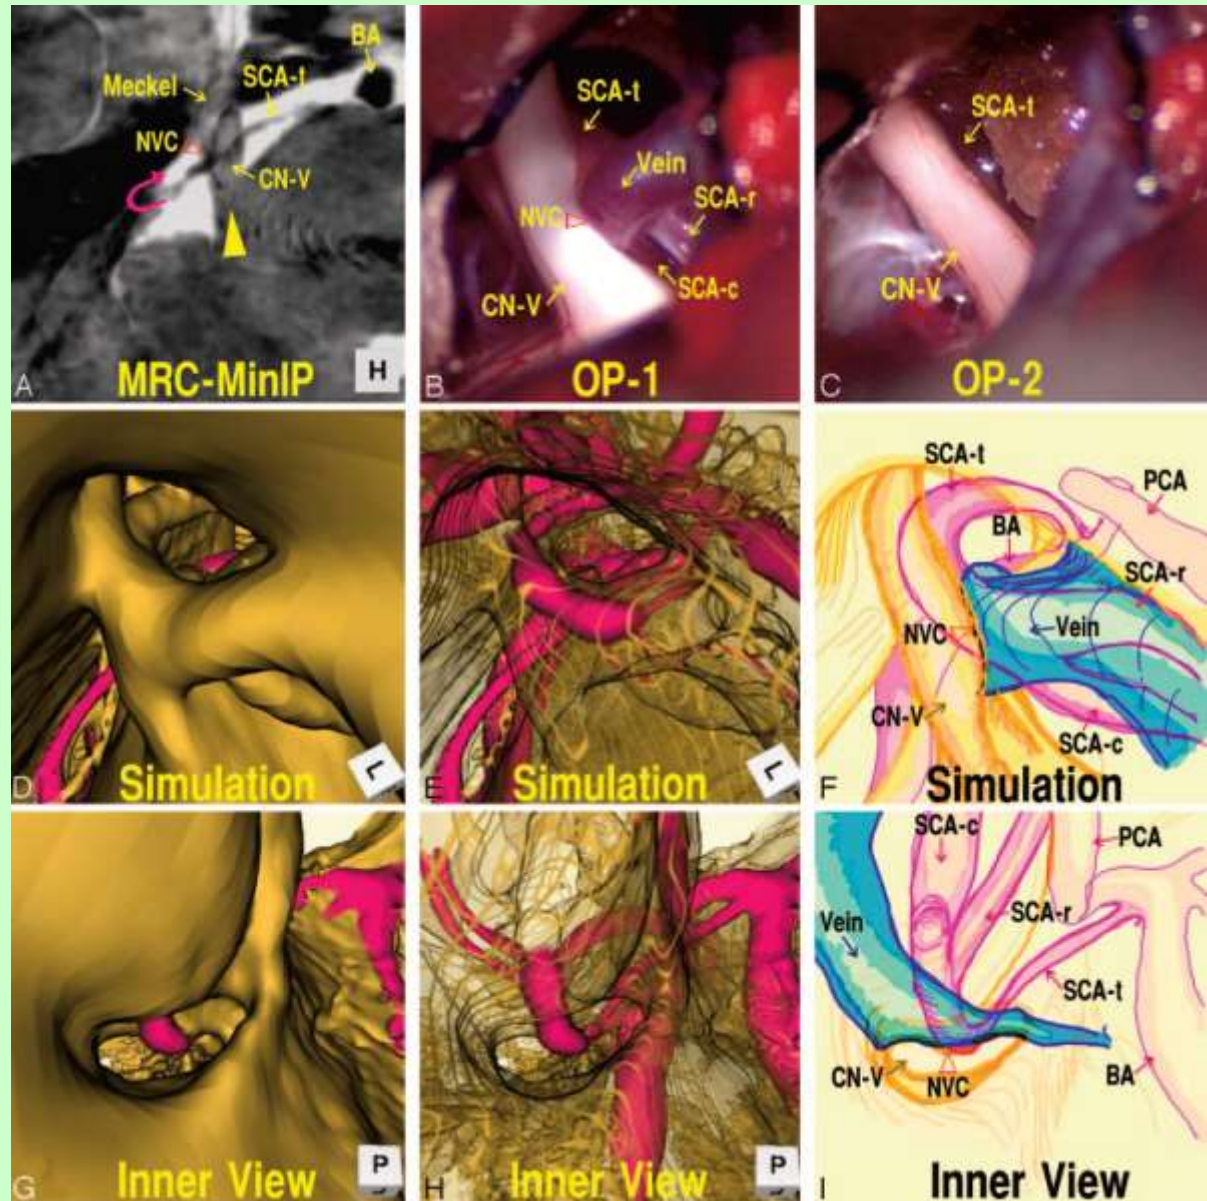 BA
SCA-t
Meckel
NVC
CN-V
A
MRC-MinIP
H
SCA-t
Vein
SCA-r
NVC
SCA-c
CN-V
B
OP-1
SCA-t
CN-V
C
OP-2
D
Simulation
L
E
Simulation
L
SCA-t
PCA
BA
SCA-r
NVC
Vein
CN-V
SCA-c
F
Simulation
G
Inner View
P
H
Inner View
P
SCA-c
PCA
Vein
SCA-r
SCA-t
CN-V
NVC
BA
I
Inner View